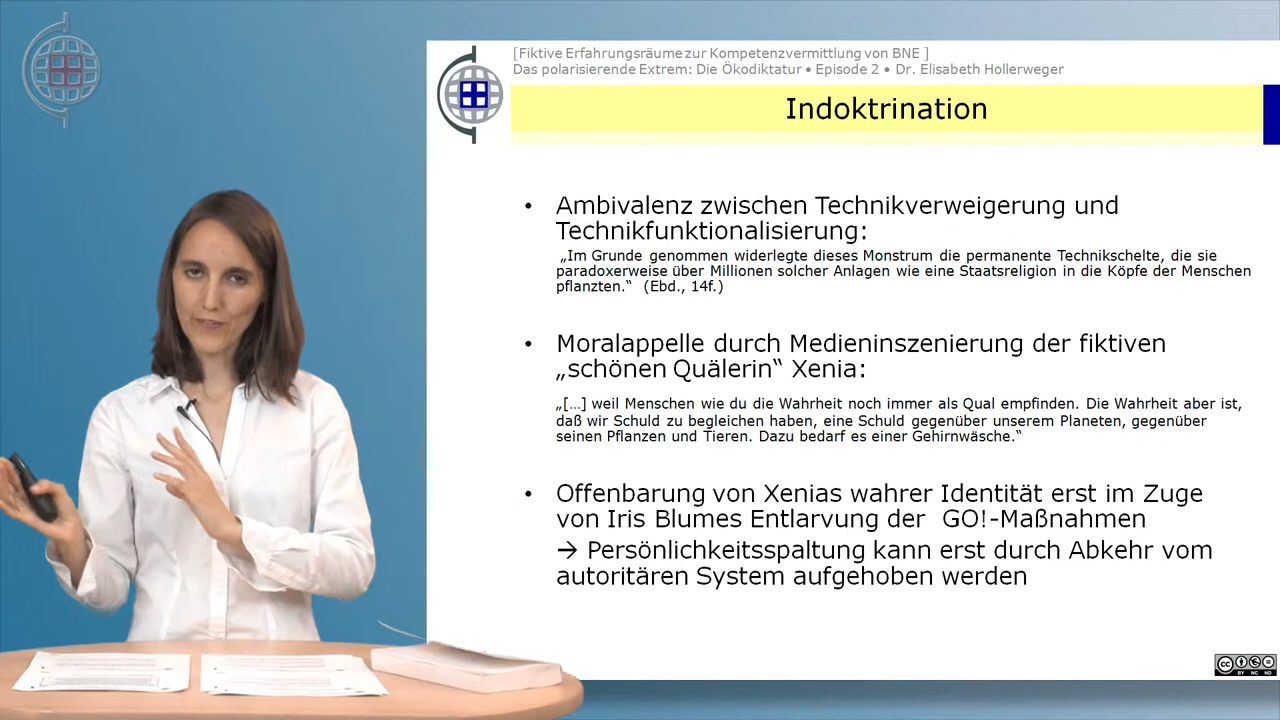 [Fiktive Erfahrungsräume zur Kompetenzvermittlung von BNE ]
Das polarisierende Extrem: Die Ökodiktatur • Episode 2 • Dr. Elisabeth Hollerweger
Indoktrination
• Ambivalenz zwischen Technikverweigerung und
Technikfunktionalisierung:
„Im Grunde genommen widerlegte dieses Monstrum die permanente Technikschelte, die sie
paradoxerweise über Millionen solcher Anlagen wie eine Staatsreligion in die Köpfe der Menschen
pflanzten.“ (Ebd., 14f.)
• Moralappelle durch Medieninszenierung der fiktiven
„schönen Quälerin“ Xenia:
„[…] weil Menschen wie du die Wahrheit noch immer als Qual empfinden. Die Wahrheit aber ist,
daß wir Schuld zu begleichen haben, eine Schuld gegenüber unserem Planeten, gegenüber
seinen Pflanzen und Tieren. Dazu bedarf es einer Gehirnwäsche.“
• Offenbarung von Xenias wahrer Identität erst im Zuge
von Iris Blumes Entlarvung der GO!-Maßnahmen
→ Persönlichkeitsspaltung kann erst durch Abkehr vom
autoritären System aufgehoben werden
cc
BY NC ND